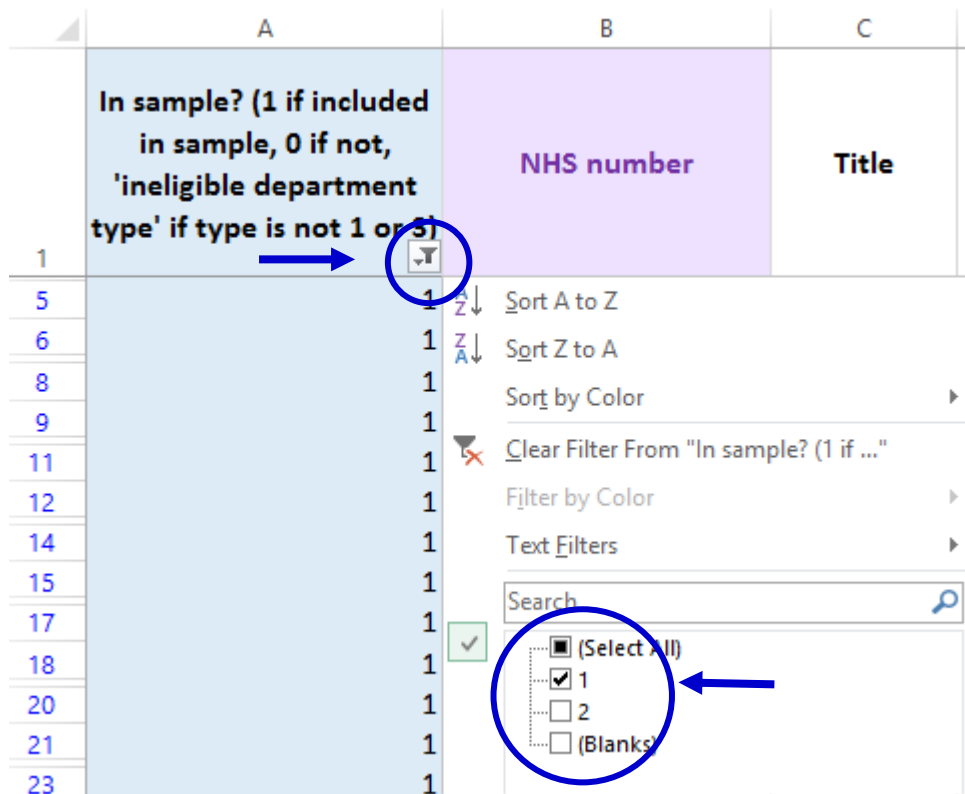 A B C
In sample? (1 if included
in sample, 0 if not,
'ineligible department
type' if type is not 1 or 3)
NHS number
Title
1
5 1 Sort A to Z
6 1 Sort Z to A
8 1 Sort by Color
9 1
11 1 Clear Filter From "In sample? (1 if ..."
12 1 Filter by Color
14 1 Text Filters
15 1
Search
17 1
(Select All)
18 1
1
20 1
2
21 1
(Blanks)
23 1